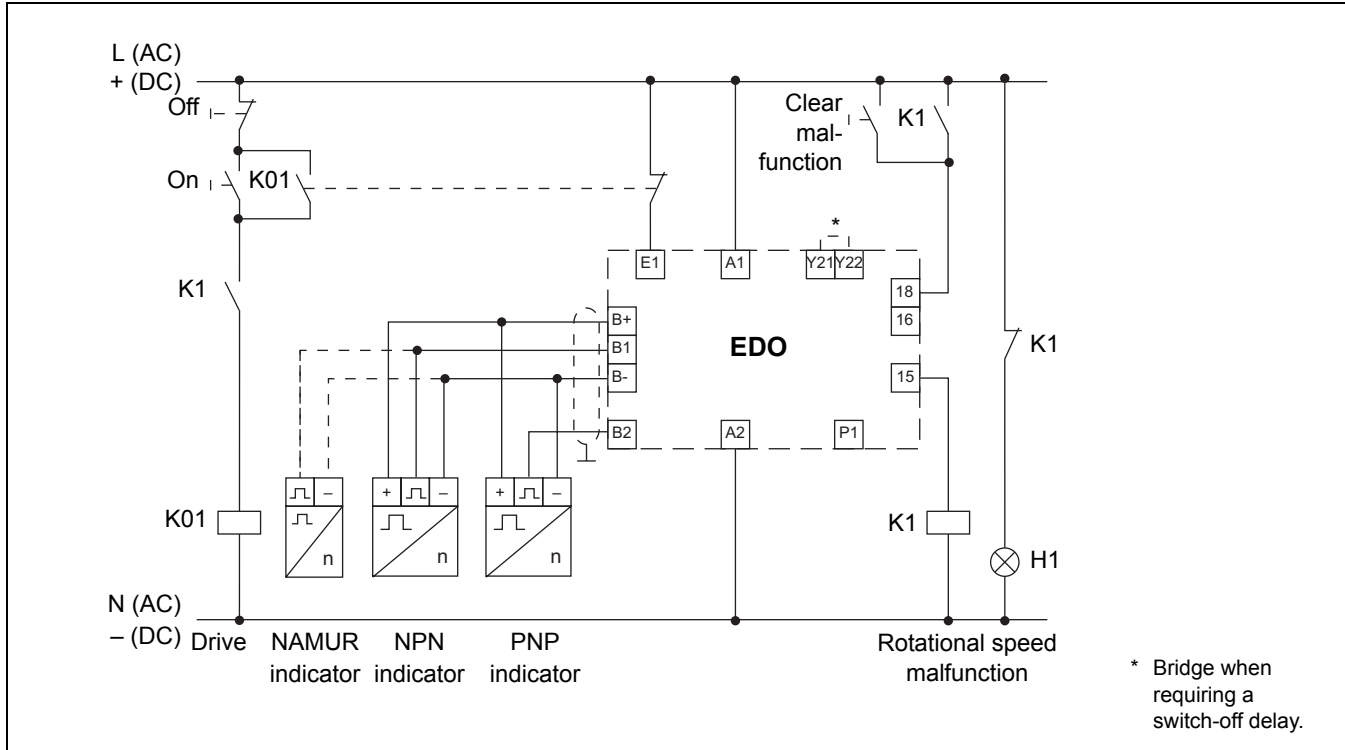 L (AC)
+ (DC)
Off
On
K01
K1
K01
N (AC)
– (DC)
Drive
NAMUR
indicator
NPN
indicator
PNP
indicator
n
+
–
n
+
–
n
–
E1
A1
*
Y21
Y22
B+
B1
B-
B2
A2
P1
EDO
18
16
15
Clear
mal-
function
K1
K1
K1
H1
Rotational speed
malfunction
* Bridge when
requiring a
switch-off delay.